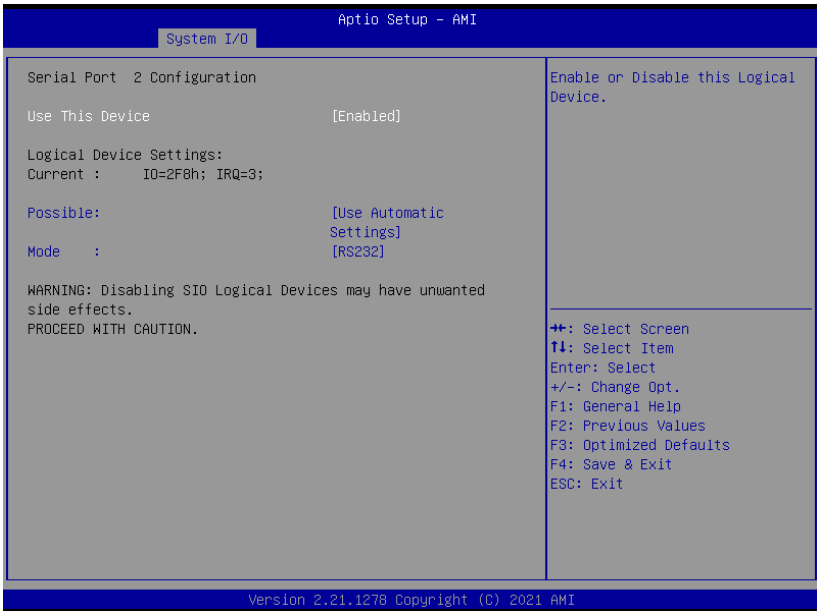 Aptio Setup – AMI
System I/O
Serial Port  2 Configuration
Use This Device [Enabled]
Logical Device Settings:
Current :     IO=2F8h; IRQ=3;
Possible: [Use Automatic
Settings]
Mode    : [RS232]
WARNING: Disabling SIO Logical Devices may have unwanted
side effects.
PROCEED WITH CAUTION.
Enable or Disable this Logical
Device.
→←: Select Screen
↑↓: Select Item
Enter: Select
+/-: Change Opt.
F1: General Help
F2: Previous Values
F3: Optimized Defaults
F4: Save & Exit
ESC: Exit
Version 2.21.1278 Copyright (C) 2021 AMI